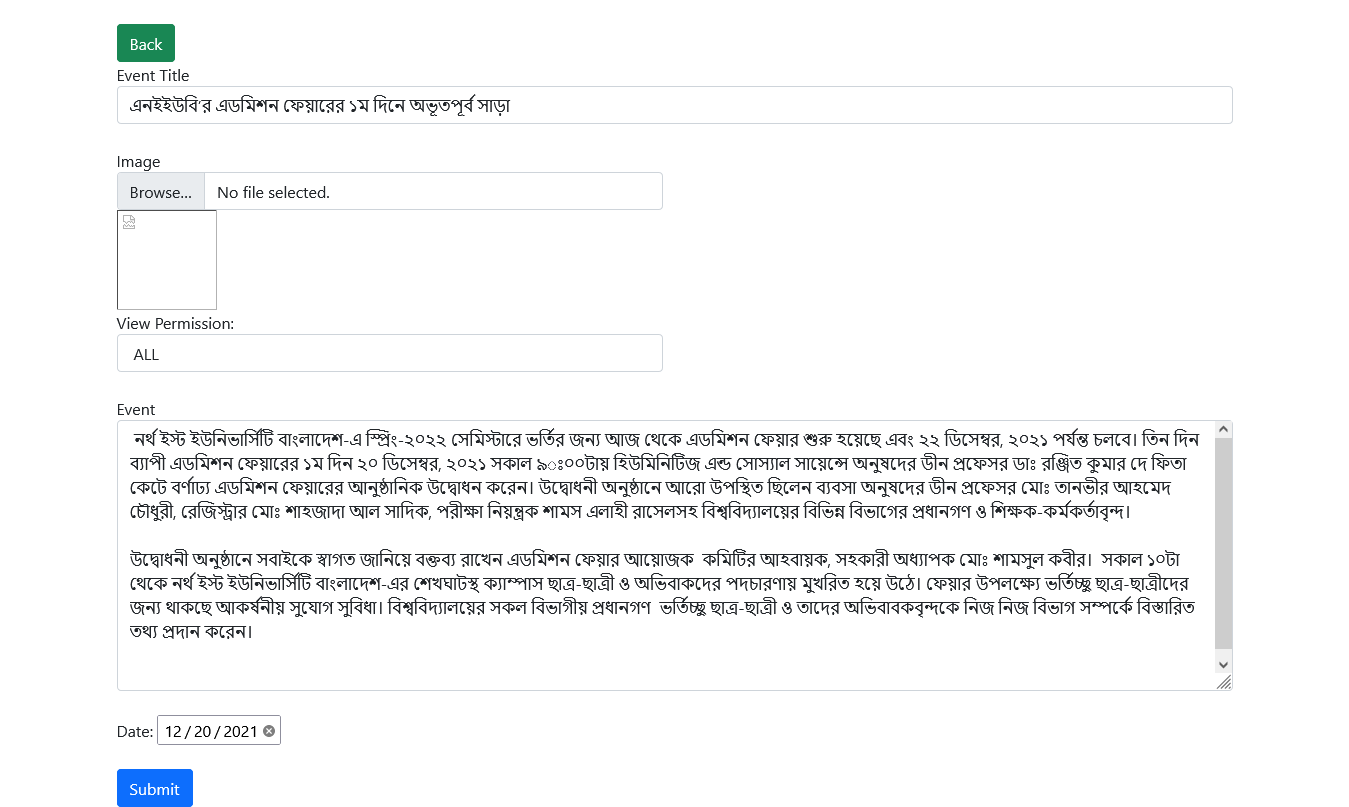 Back
Event Title
এনইইউবি'র এডমিশন ফেয়ারের ১ম দিনে অভূতপূর্ব সাড়া
Image
Browse... No file selected.
View Permission:
ALL
Event
নর্থ ইস্ট ইউনিভার্সিটি বাংলাদেশ-এ স্প্রিং-২০২২ সেমিস্টারে ভর্তির জন্য আজ থেকে এডমিশন ফেয়ার শুরু হয়েছে এবং ২২ ডিসেম্বর, ২০২১ পর্যন্ত চলবে। তিন দিন
ব্যাপী এডমিশন ফেয়ারের ১ম দিন ২০ ডিসেম্বর, ২০২১ সকাল ৯ঃ০০টায় হিউমিনিটিজ এন্ড সোস্যাল সায়েন্সে অনুষদের ডীন প্রফেসর ডাঃ রঞ্জিত কুমার দে ফিতা
কেটে বর্ণাঢ্য এডমিশন ফেয়ারের আনুষ্ঠানিক উদ্বোধন করেন। উদ্বোধনী অনুষ্ঠানে আরো উপস্থিত ছিলেন ব্যবসা অনুষদের ডীন প্রফেসর মোঃ তানভীর আহমেদ
চৌধুরী, রেজিস্ট্রার মোঃ শাহজাদা আল সাদিক, পরীক্ষা নিয়ন্ত্রক শামস এলাহী রাসেলসহ বিশ্ববিদ্যালয়ের বিভিন্ন বিভাগের প্রধানগণ ও শিক্ষক-কর্মকর্তাবৃন্দ।
উদ্বোধনী অনুষ্ঠানে সবাইকে স্বাগত জানিয়ে বক্তব্য রাখেন এডমিশন ফেয়ার আয়োজক কমিটির আহবায়ক, সহকারী অধ্যাপক মোঃ শামসুল কবীর। সকাল ১০টা
থেকে নর্থ ইস্ট ইউনিভার্সিটি বাংলাদেশ-এর শেখঘাটস্থ ক্যাম্পাস ছাত্র-ছাত্রী ও অভিবাকদের পদচারণায় মুখরিত হয়ে উঠে। ফেয়ার উপলক্ষ্যে ভর্তিচ্ছু ছাত্র-ছাত্রীদের
জন্য থাকছে আকর্ষনীয় সুযোগ সুবিধা। বিশ্ববিদ্যালয়ের সকল বিভাগীয় প্রধানগণ ভর্তিচ্ছু ছাত্র-ছাত্রী ও তাদের অভিবাবকবৃন্দকে নিজ নিজ বিভাগ সম্পর্কে বিস্তারিত
তথ্য প্রদান করেন।
Date: 12 / 20 / 2021
Submit